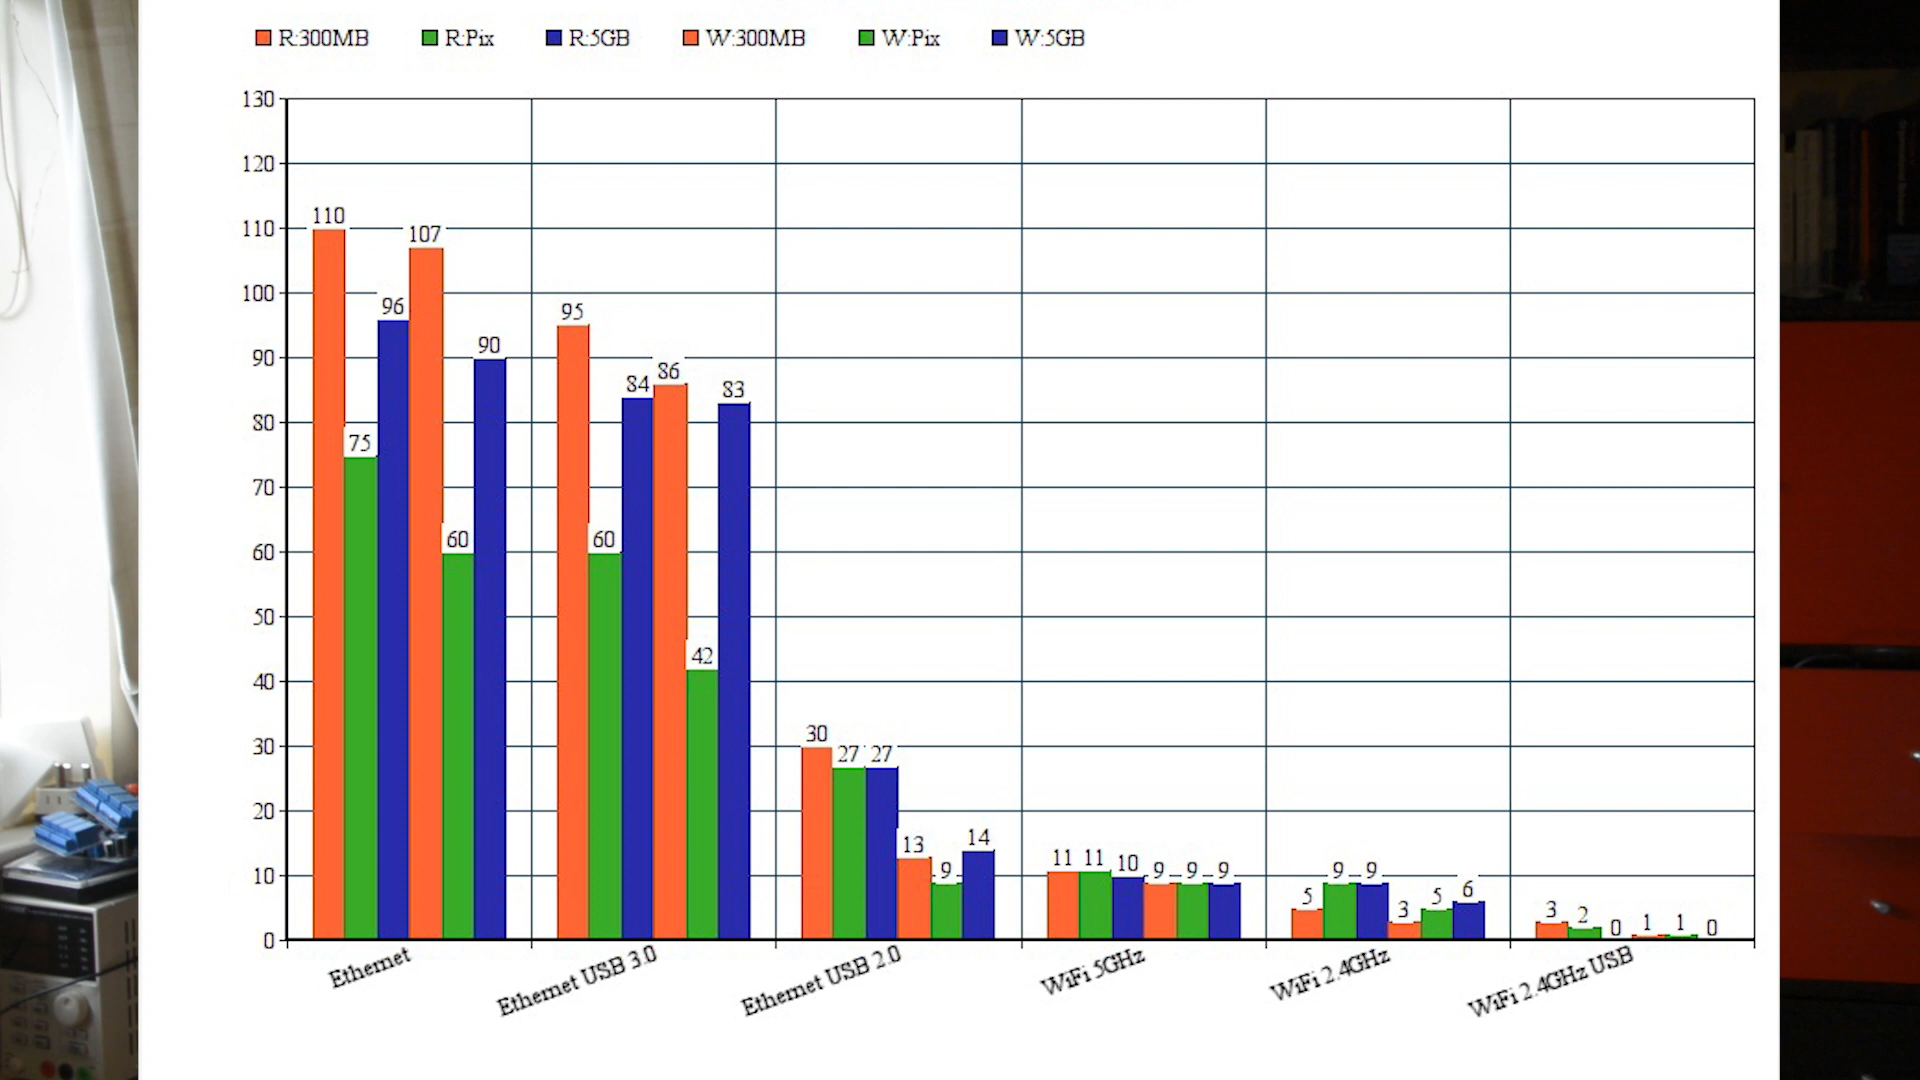 R:300MB R:Pix R:5GB W:300MB W:Pix W:5GB
130
120
110
100
90
80
70
60
50
40
30
20
10
0
110 75 96 107 60 90
95 60 84 86 42 83
30 27 27 13 9 14
11 11 10 9 9 9
5 9 9 3 5 6
3 2 0 1 1 0
Ethernet
Ethernet USB 3.0
Ethernet USB 2.0
WiFi 5GHz
WiFi 2.4GHz
WiFi 2.4GHz USB